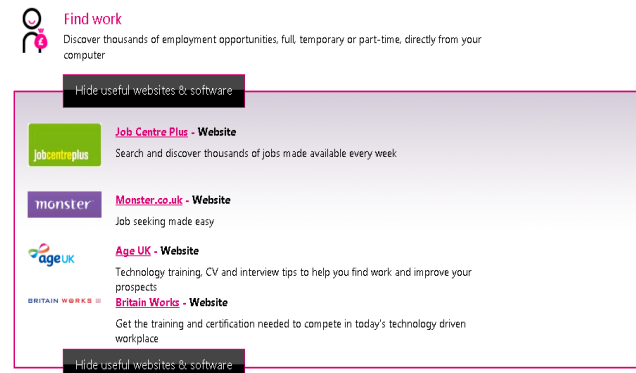 Find work
Discover thousands of employment opportunities, full, temporary or part-time, directly from your
computer
Hide useful websites & software
jobcentreplus
Job Centre Plus - Website
Search and discover thousands of jobs made available every week
monster
Monster.co.uk - Website
Job seeking made easy
ageUK
Age UK - Website
Technology training, CV and interview tips to help you find work and improve your
prospects
BRITAIN WORKS
Britain Works - Website
Get the training and certification needed to compete in today's technology driven
workplace
Hide useful websites & software